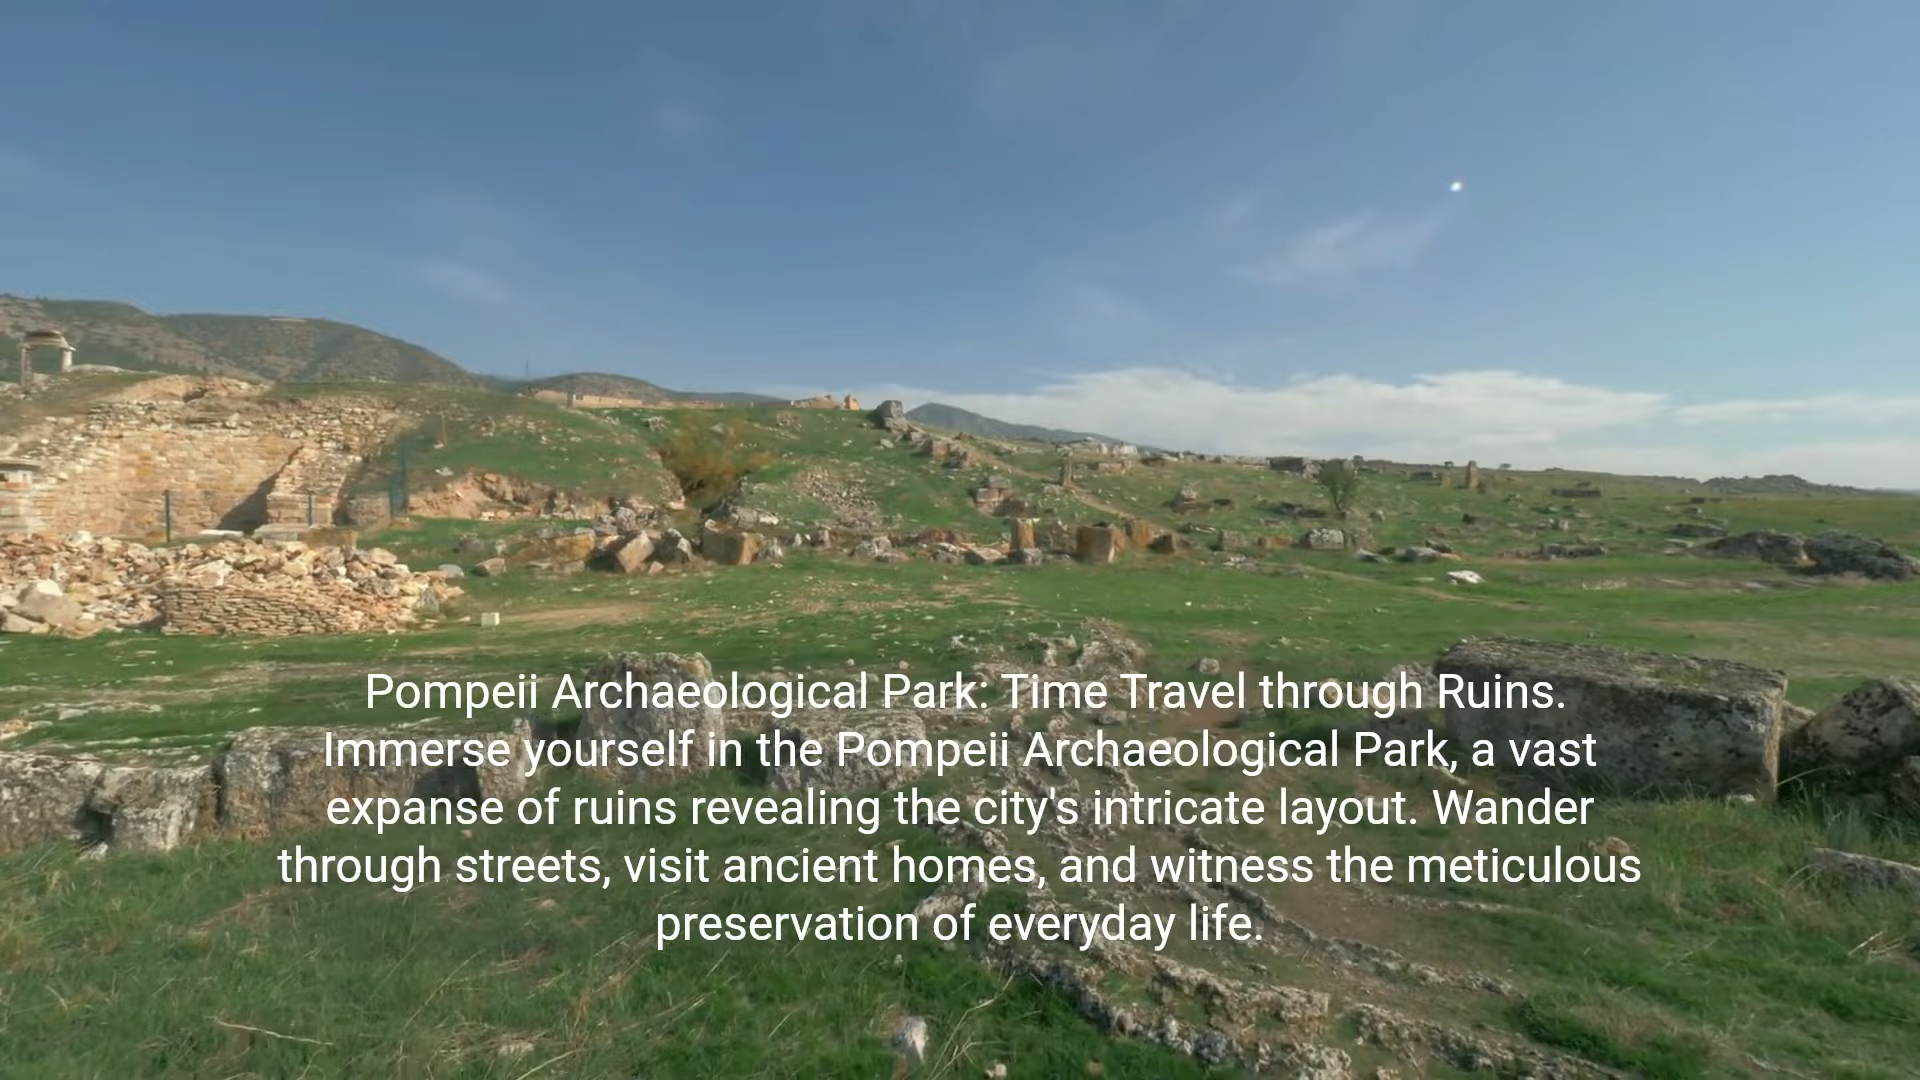 Pompeii Archaeological Park: Time Travel through Ruins.
Immerse yourself in the Pompeii Archaeological Park, a vast
expanse of ruins revealing the city's intricate layout. Wander
through streets, visit ancient homes, and witness the meticulous
preservation of everyday life.